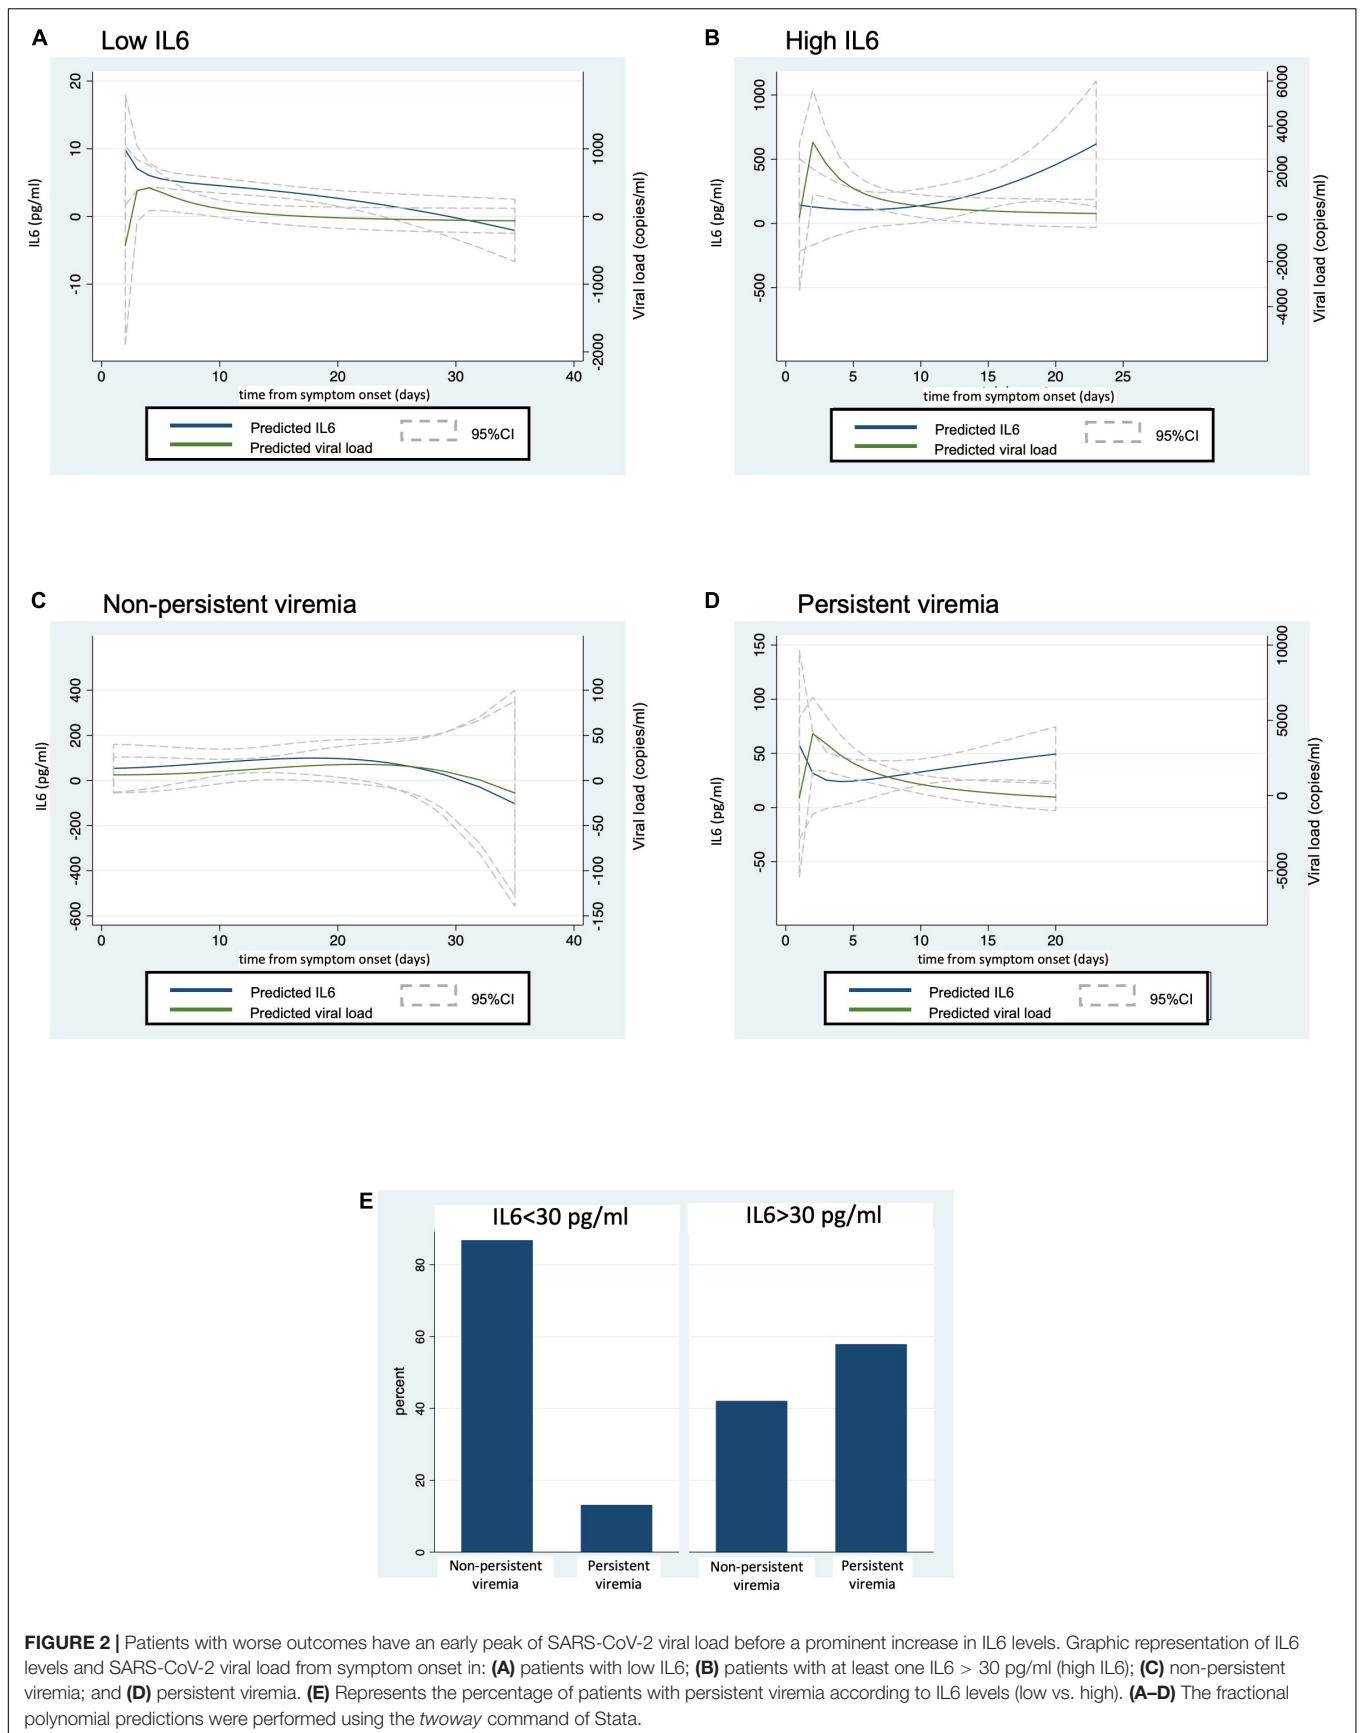 A Low IL6
20
10
0
-10
IL6 (pg/ml)
1000
0
-1000
-2000
Viral load (copies/ml)
0 10 20 30 40
time from symptom onset (days)
Predicted IL6
Predicted viral load
95%CI
B High IL6
1000
500
0
-500
IL6 (pg/ml)
6000
4000
2000
0
-2000
-4000
Viral load (copies/ml)
0 5 10 15 20 25
time from symptom onset (days)
Predicted IL6
Predicted viral load
95%CI
C Non-persistent viremia
400
200
0
-200
-400
-600
IL6 (pg/ml)
100
50
0
-50
-100
-150
Viral load (copies/ml)
0 10 20 30 40
time from symptom onset (days)
Predicted IL6
Predicted viral load
95%CI
D Persistent viremia
150
100
50
0
-50
IL6 (pg/ml)
10000
5000
0
-5000
Viral load (copies/ml)
0 5 10 15 20
time from symptom onset (days)
Predicted IL6
Predicted viral load
95%CI
E
IL6<30 pg/ml IL6>30 pg/ml
80
60
40
20
0
percent
Non-persistent viremia
Persistent viremia
Non-persistent viremia
Persistent viremia
FIGURE 2 | Patients with worse outcomes have an early peak of SARS-CoV-2 viral load before a prominent increase in IL6 levels. Graphic representation of IL6
levels and SARS-CoV-2 viral load from symptom onset in: (A) patients with low IL6; (B) patients with at least one IL6 > 30 pg/ml (high IL6); (C) non-persistent
viremia; and (D) persistent viremia. (E) Represents the percentage of patients with persistent viremia according to IL6 levels (low vs. high). (A–D) The fractional
polynomial predictions were performed using the twoway command of Stata.